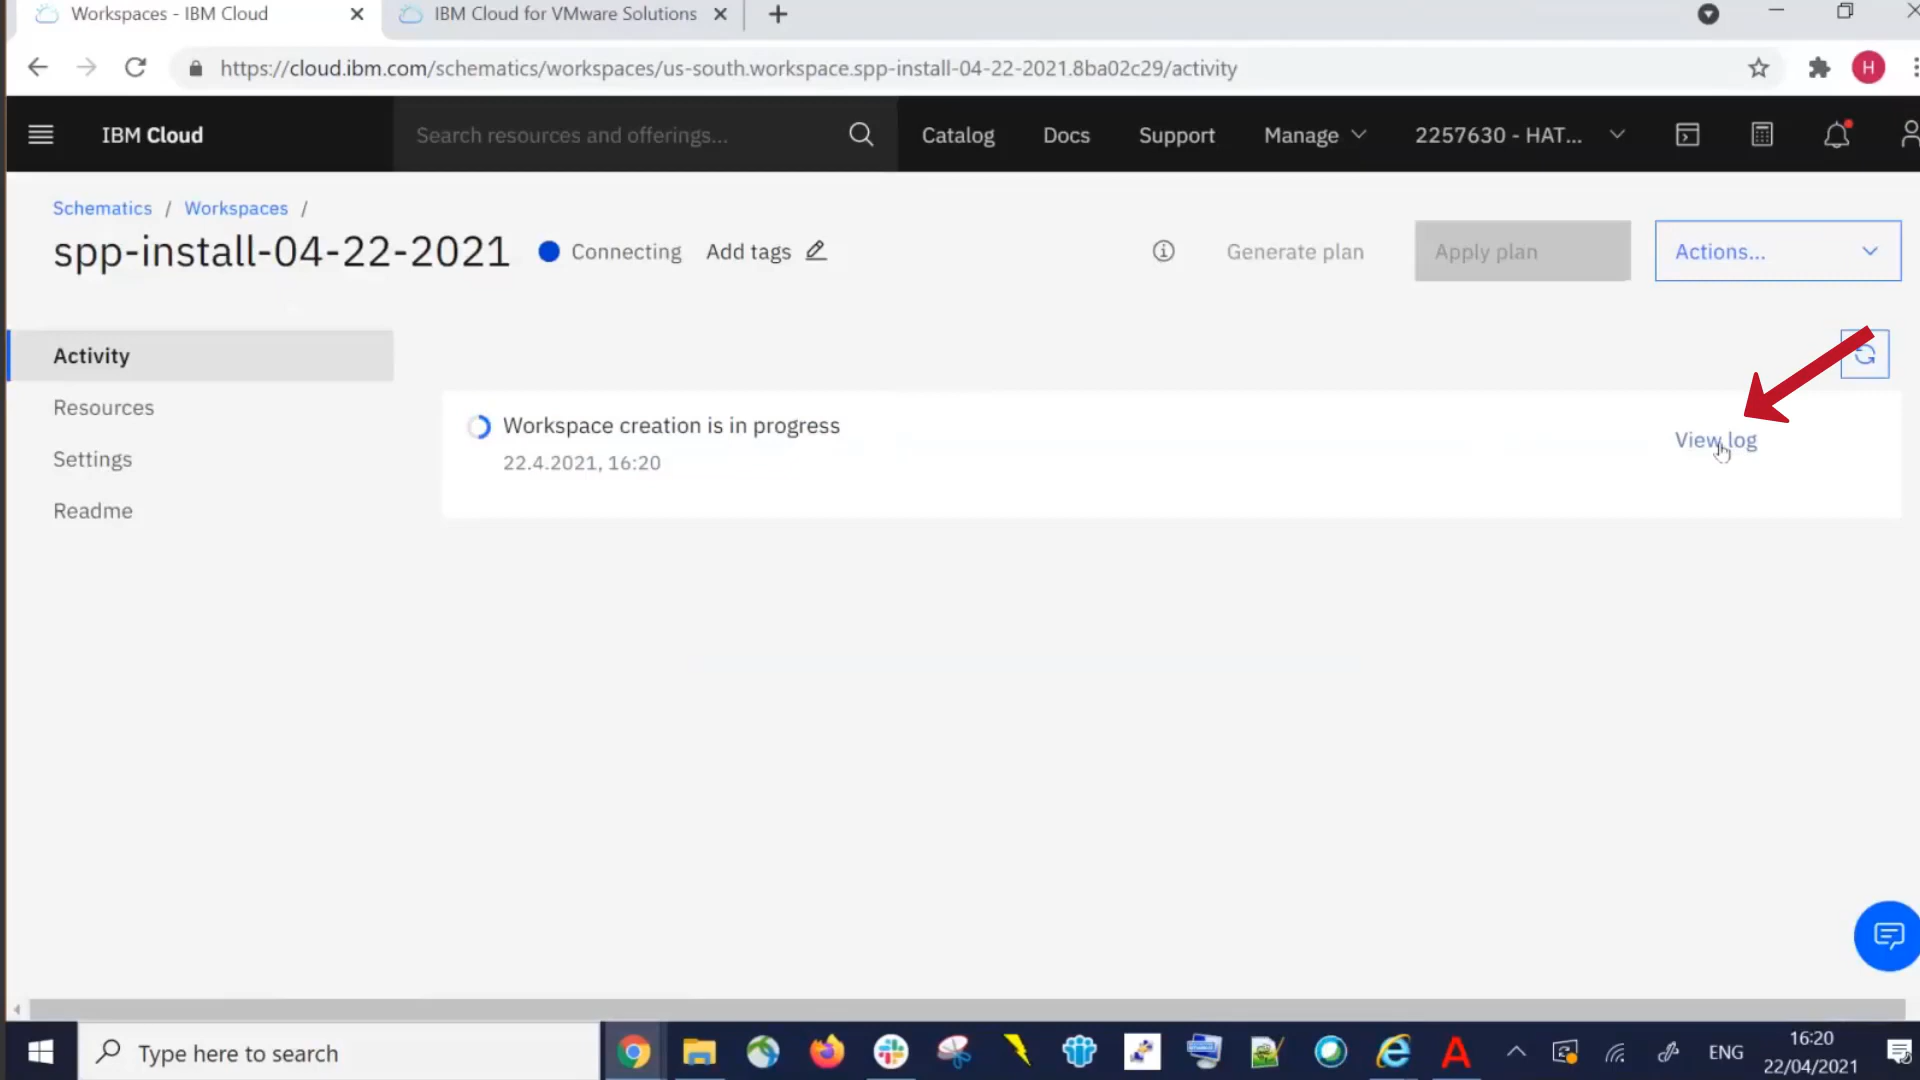 Workspaces - IBM Cloud
IBM Cloud for VMware Solutions
https://cloud.ibm.com/schematics/workspaces/us-south.workspace.spp-install-04-22-2021.8ba02c29/activity
H
IBM Cloud
Search resources and offerings...
Catalog
Docs
Support
Manage
2257630 - HAT...
Schematics / Workspaces /
spp-install-04-22-2021
Connecting
Add tags
Generate plan
Apply plan
Actions...
Activity
Resources
Settings
Readme
Workspace creation is in progress
22.4.2021, 16:20
View log
Type here to search
ENG
16:20
22/04/2021